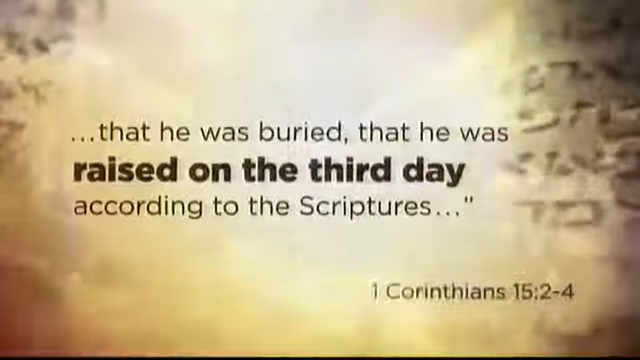 ...that he was buried, that he was
raised on the third day
according to the Scriptures..."
1 Corinthians 15:2-4